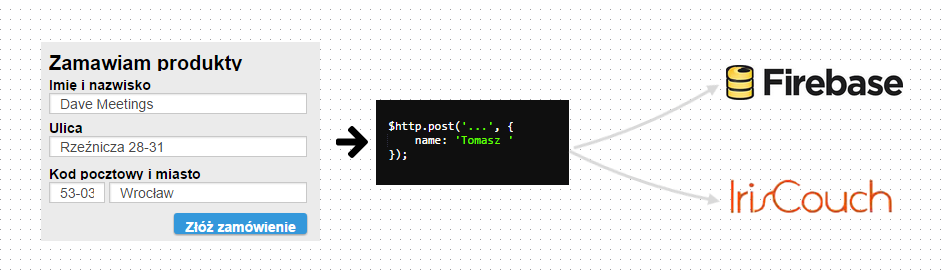 Zamawiam produkty
Imię i nazwisko
Dave Meetings
Ulica
Rzeźnicza 28-31
Kod pocztowy i miasto
53-03 Wrocław
Złóż zamówienie
$http.post('...', {
name: 'Tomasz '
});
Firebase
IrisCouch